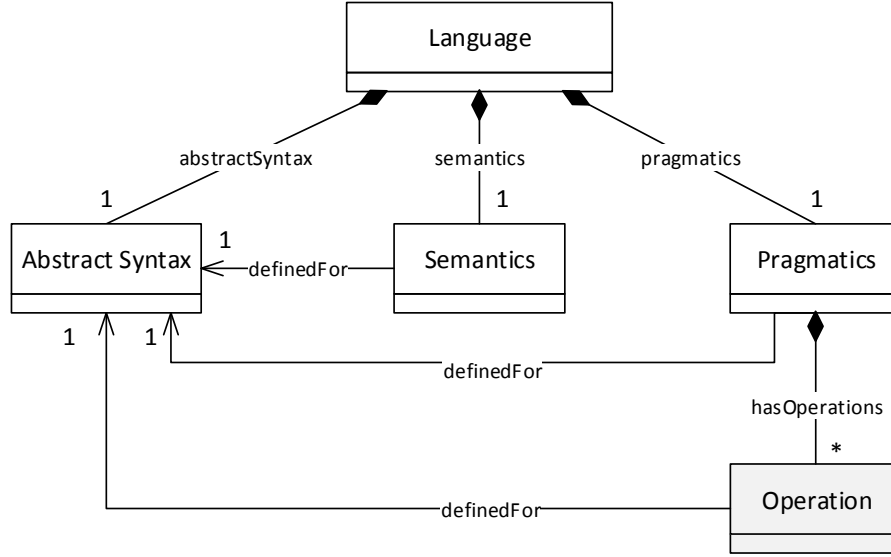 Language
abstractSyntax
semantics
pragmatics
1
1
1
Abstract Syntax
1
definedFor
Semantics
Pragmatics
1
1
definedFor
hasOperations
*
Operation
definedFor